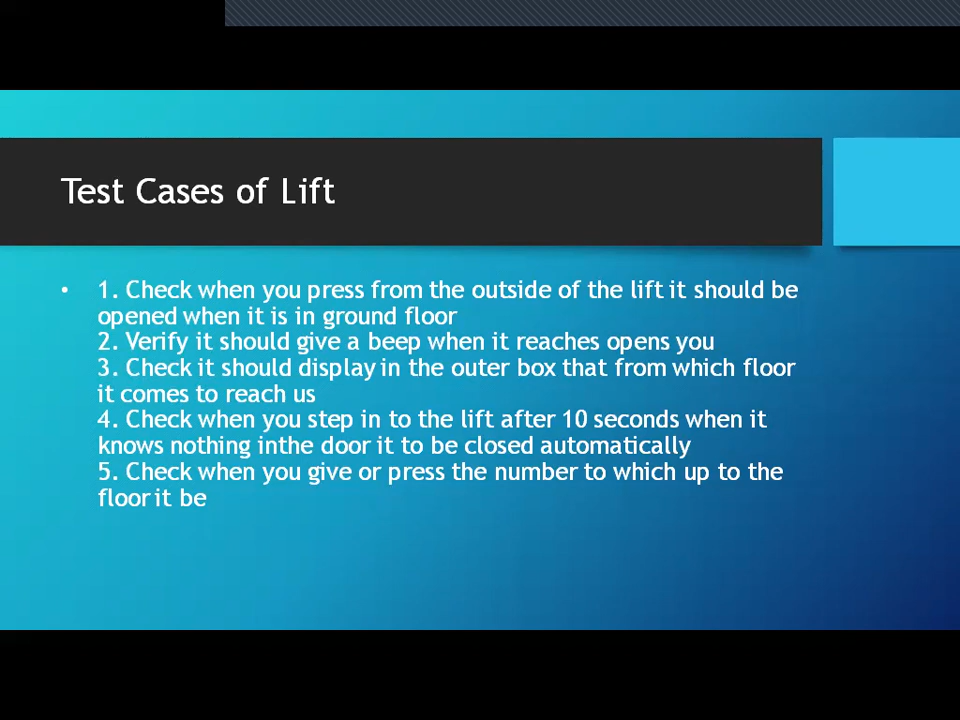 Test Cases of Lift
• 1. Check when you press from the outside of the lift it should be
opened when it is in ground floor
2. Verify it should give a beep when it reaches opens you
3. Check it should display in the outer box that from which floor
it comes to reach us
4. Check when you step in to the lift after 10 seconds when it
knows nothing inthe door it to be closed automatically
5. Check when you give or press the number to which up to the
floor it be